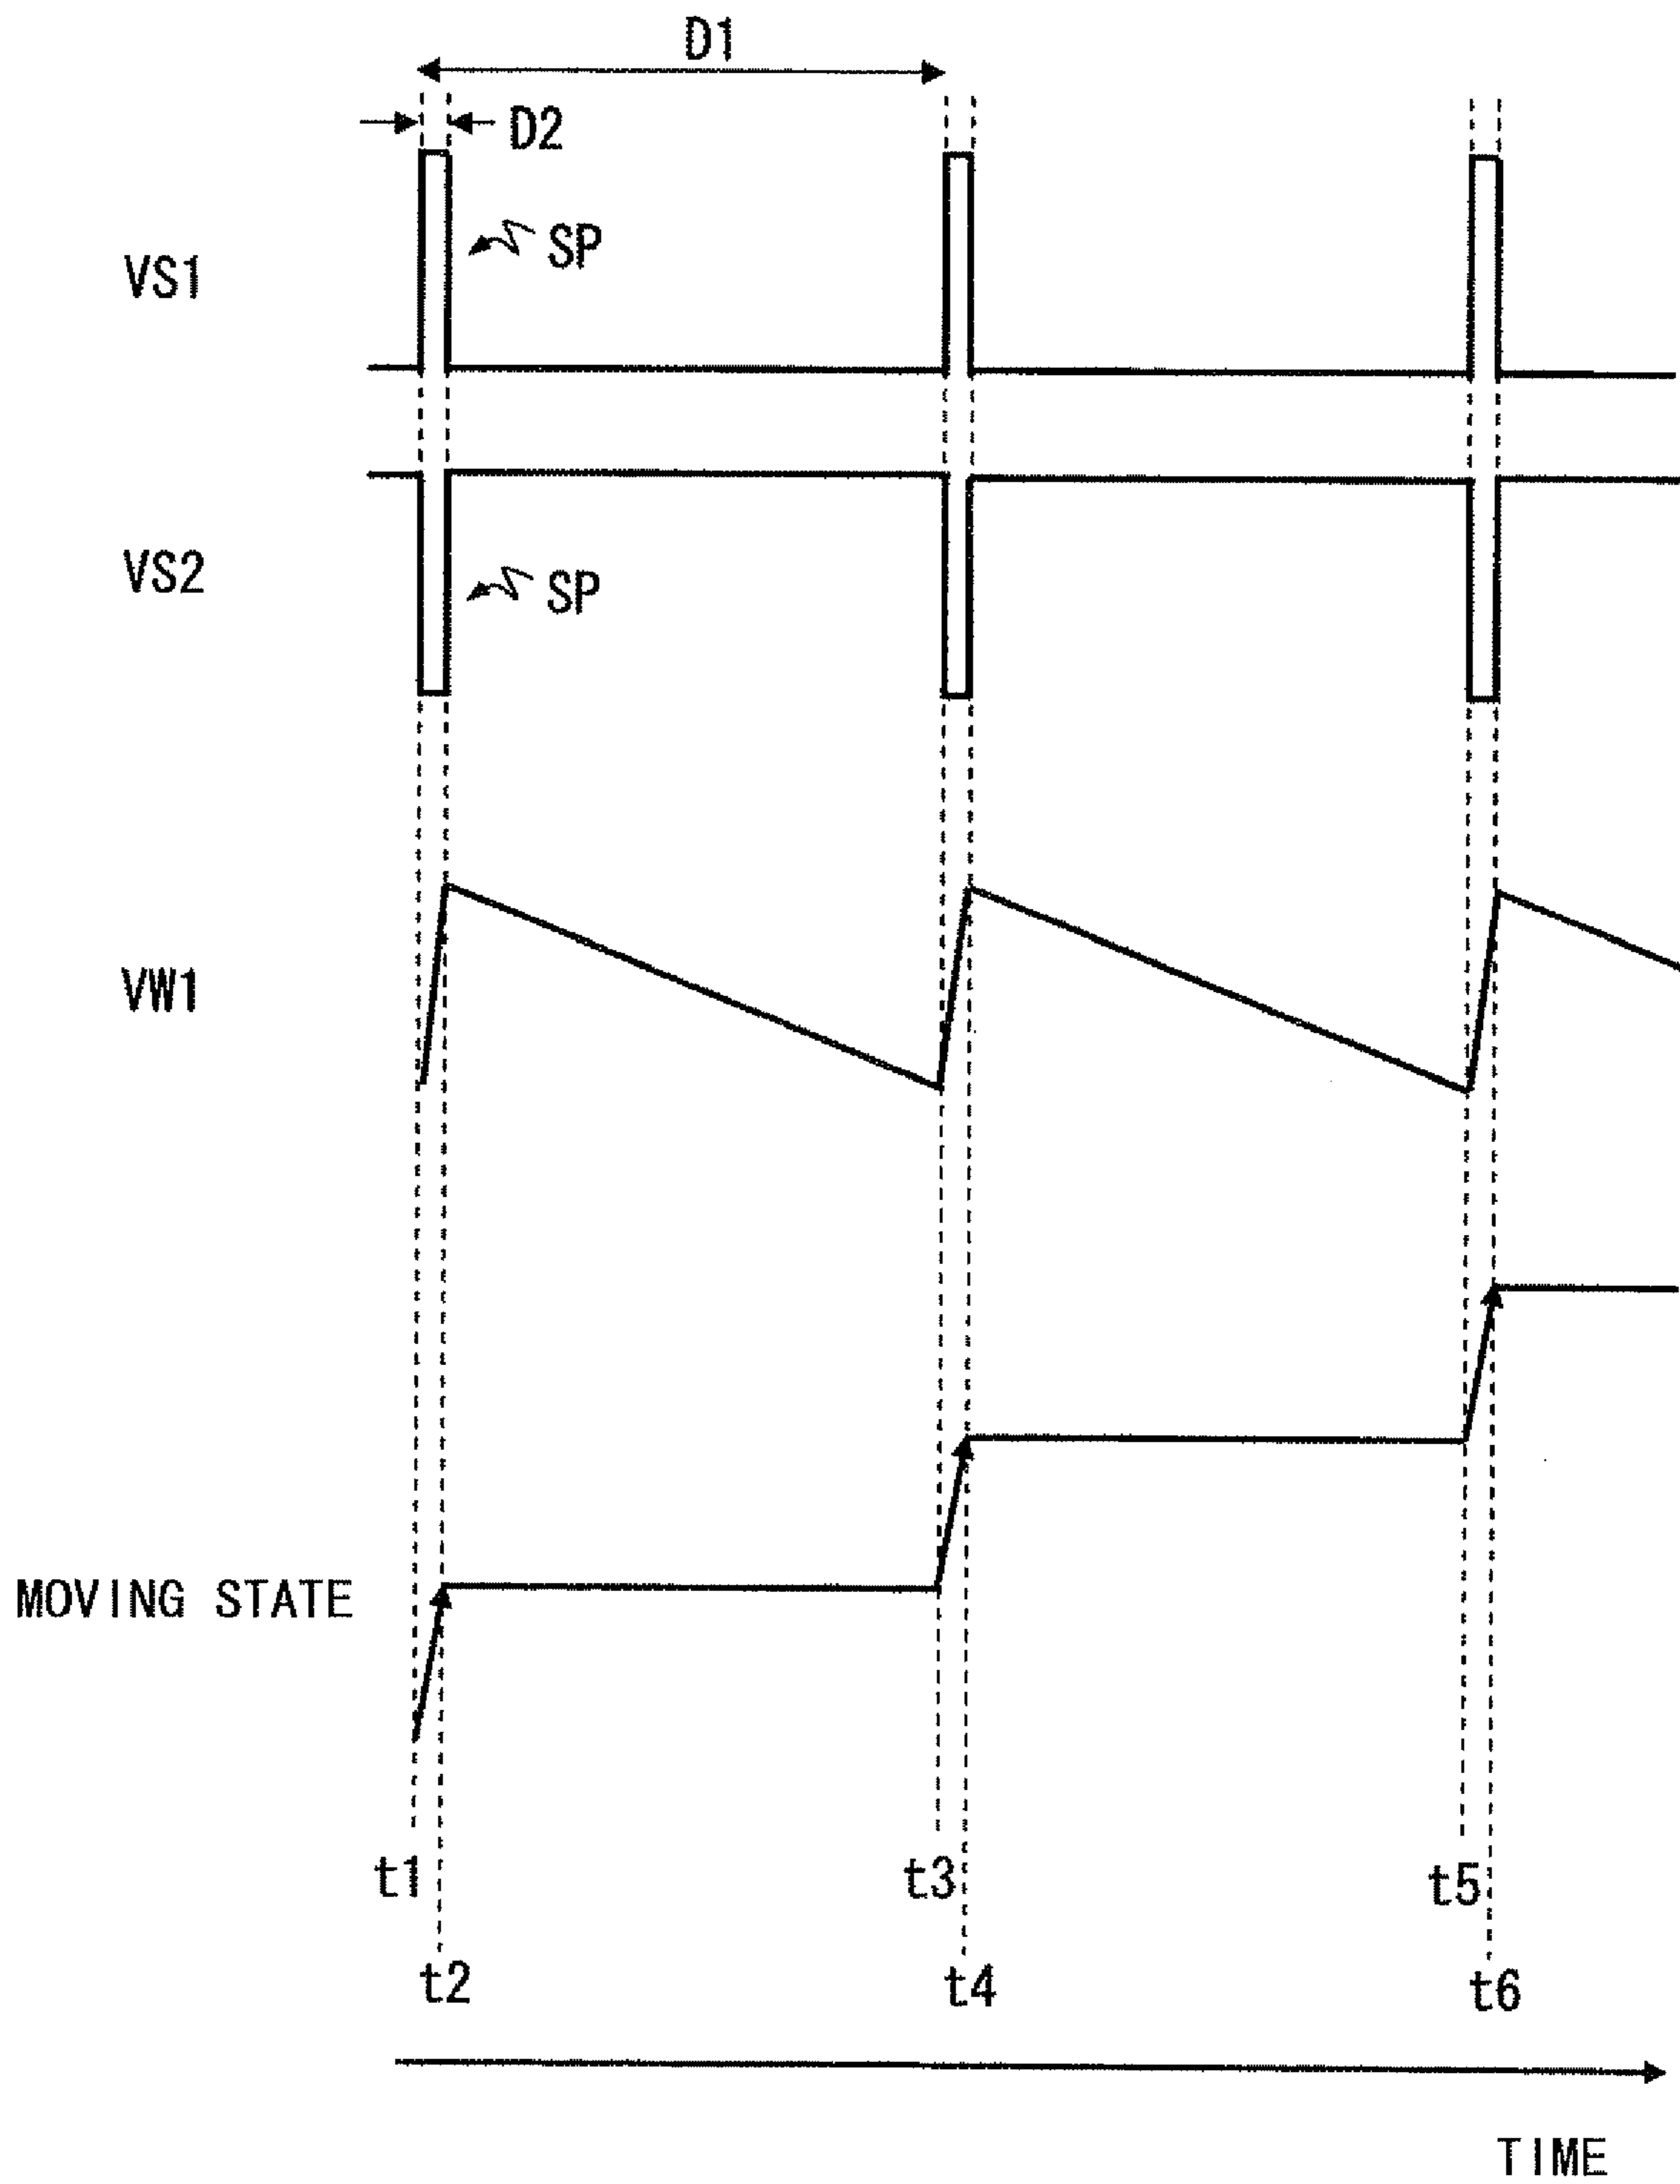 D1
D2
VS1
SP
VS2
SP
VW1
MOVING STATE
t1
t3
t5
t2
t4
t6
TIME